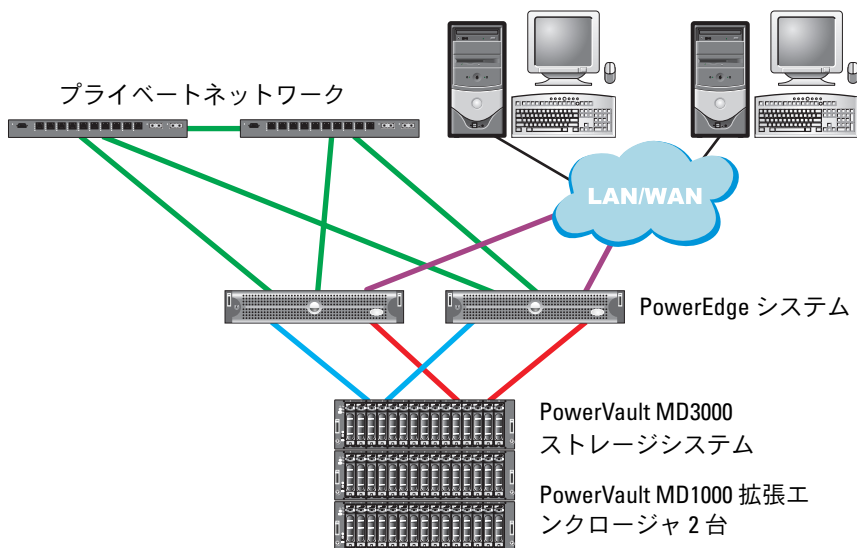 プライベートネットワーク
LAN/WAN
PowerEdge システム
PowerVault MD3000
ストレージシステム
PowerVault MD1000 拡張エ
ンクロージャ 2 台